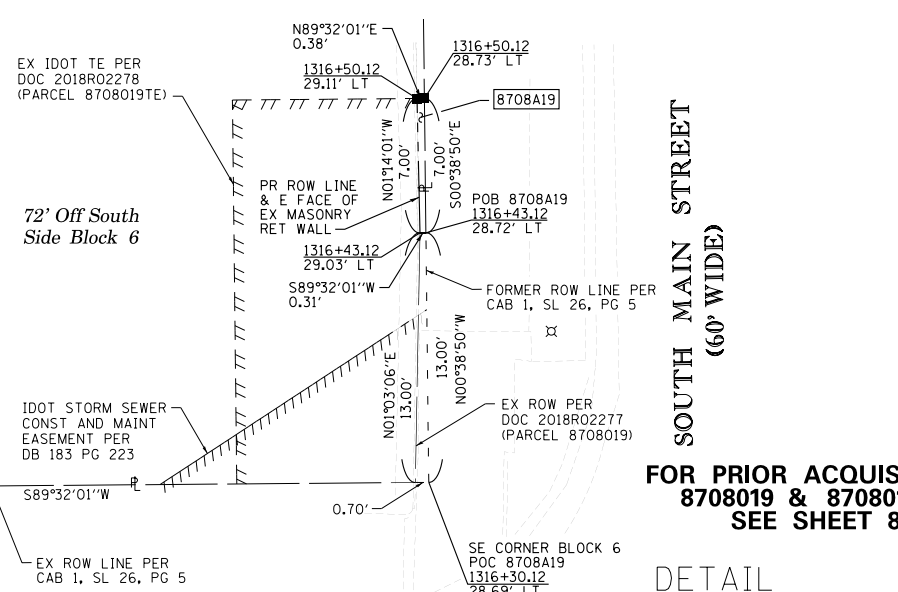 N89°32'01"E
0.38'
1316+50.12
28.73' LT
EX IDOT TE PER
DOC 2018R02278
(PARCEL 8708019TE)
1316+50.12
29.11' LT
8708A19
N01°14'01"W
7.00'
7.00'
S00°38'50"E
PR ROW LINE
& E FACE OF
EX MASONRY
RET WALL
72' Off South
Side Block 6
POB 8708A19
1316+43.12
28.72' LT
1316+43.12
29.03' LT
S89°32'01"W
0.31'
FORMER ROW LINE PER
CAB 1, SL 26, PG 5
SOUTH MAIN STREET
(60' WIDE)
N01°03'06"E
13.00'
13.00'
N00°38'50"W
IDOT STORM SEWER
CONST AND MAINT
EASEMENT PER
DB 183 PG 223
EX ROW PER
DOC 2018R02277
(PARCEL 8708019)
FOR PRIOR ACQUIS
8708019 & 87080
SEE SHEET 8
S89°32'01"W
0.70'
EX ROW LINE PER
CAB 1, SL 26, PG 5
SE CORNER BLOCK 6
POC 8708A19
1316+30.12
28.69' LT
DETAIL